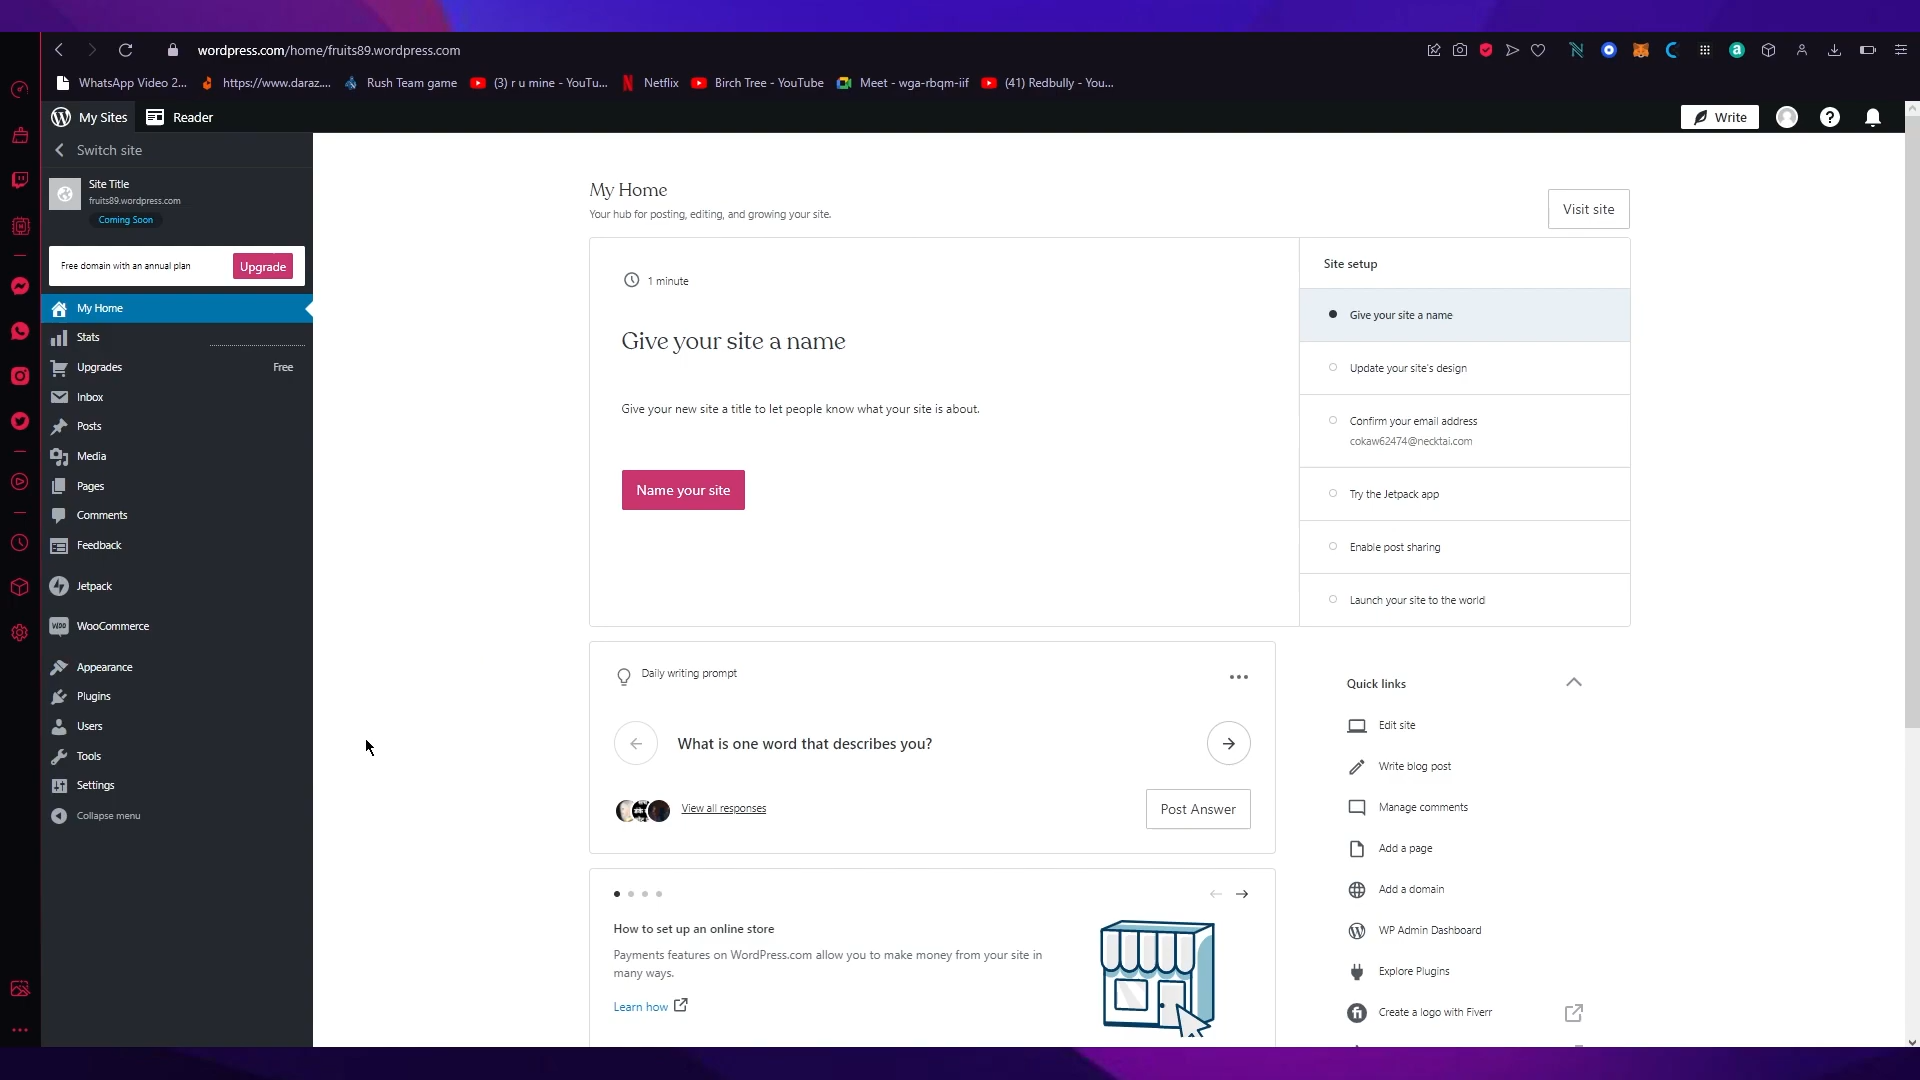 wordpress.com/home/fruits89.wordpress.com
WhatsApp Video 2...
https://www.daraz....
Rush Team game
(3) r u mine - YouTu...
Netflix
Birch Tree - YouTube
Meet - wga-rbqm-iif
(41) Redbully - You...
My Sites
Reader
Write
Switch site
Site Title
fruits89.wordpress.com
Coming Soon
Free domain with an annual plan
Upgrade
My Home
Stats
Upgrades
Free
Inbox
Posts
Media
Pages
Comments
Feedback
Jetpack
WooCommerce
Appearance
Plugins
Users
Tools
Settings
Collapse menu
My Home
Your hub for posting, editing, and growing your site.
Visit site
1 minute
Give your site a name
Give your new site a title to let people know what your site is about.
Name your site
Site setup
Give your site a name
Update your site's design
Confirm your email address
cokaw62474@necktai.com
Try the Jetpack app
Enable post sharing
Launch your site to the world
Daily writing prompt
What is one word that describes you?
View all responses
Post Answer
How to set up an online store
Payments features on WordPress.com allow you to make money from your site in
many ways.
Learn how
Quick links
Edit site
Write blog post
Manage comments
Add a page
Add a domain
WP Admin Dashboard
Explore Plugins
Create a logo with Fiverr